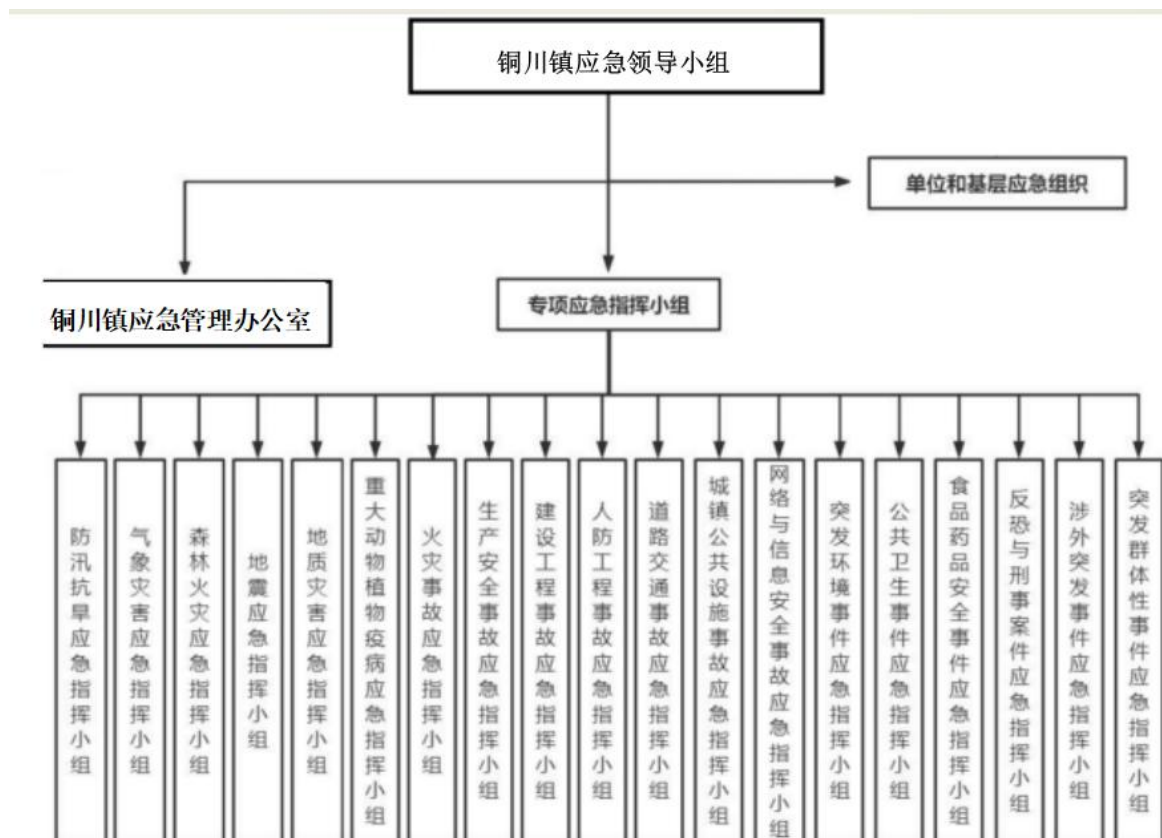 铜川镇应急领导小组
单位和基层应急组织
铜川镇应急管理办公室
专项应急指挥小组
防汛抗旱应急指挥小组
气象灾害应急指挥小组
森林火灾应急指挥小组
地震应急指挥小组
地质灾害应急指挥小组
重大动物植物疫病应急指挥小组
火灾事故应急指挥小组
生产安全事故应急指挥小组
建设工程事故应急指挥小组
人防工程事故应急指挥小组
道路交通事故应急指挥小组
城镇公共设施事故应急指挥小组
网络与信息安全事故应急指挥小组
突发环境事件应急指挥小组
公共卫生事件应急指挥小组
食品药品安全事件应急指挥小组
反恐与刑事案件应急指挥小组
涉外突发事件应急指挥小组
突发群体性事件应急指挥小组